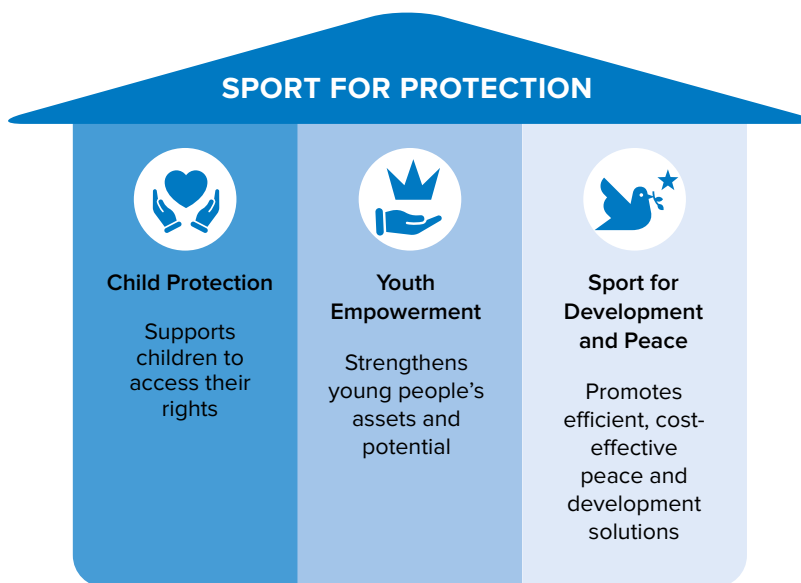 SPORT FOR PROTECTION
Child Protection
Supports
children to
access their
rights
Youth
Empowerment
Strengthens
young people’s
assets and
potential
Sport for
Development
and Peace
Promotes
efficient, cost-
effective
peace and
development
solutions